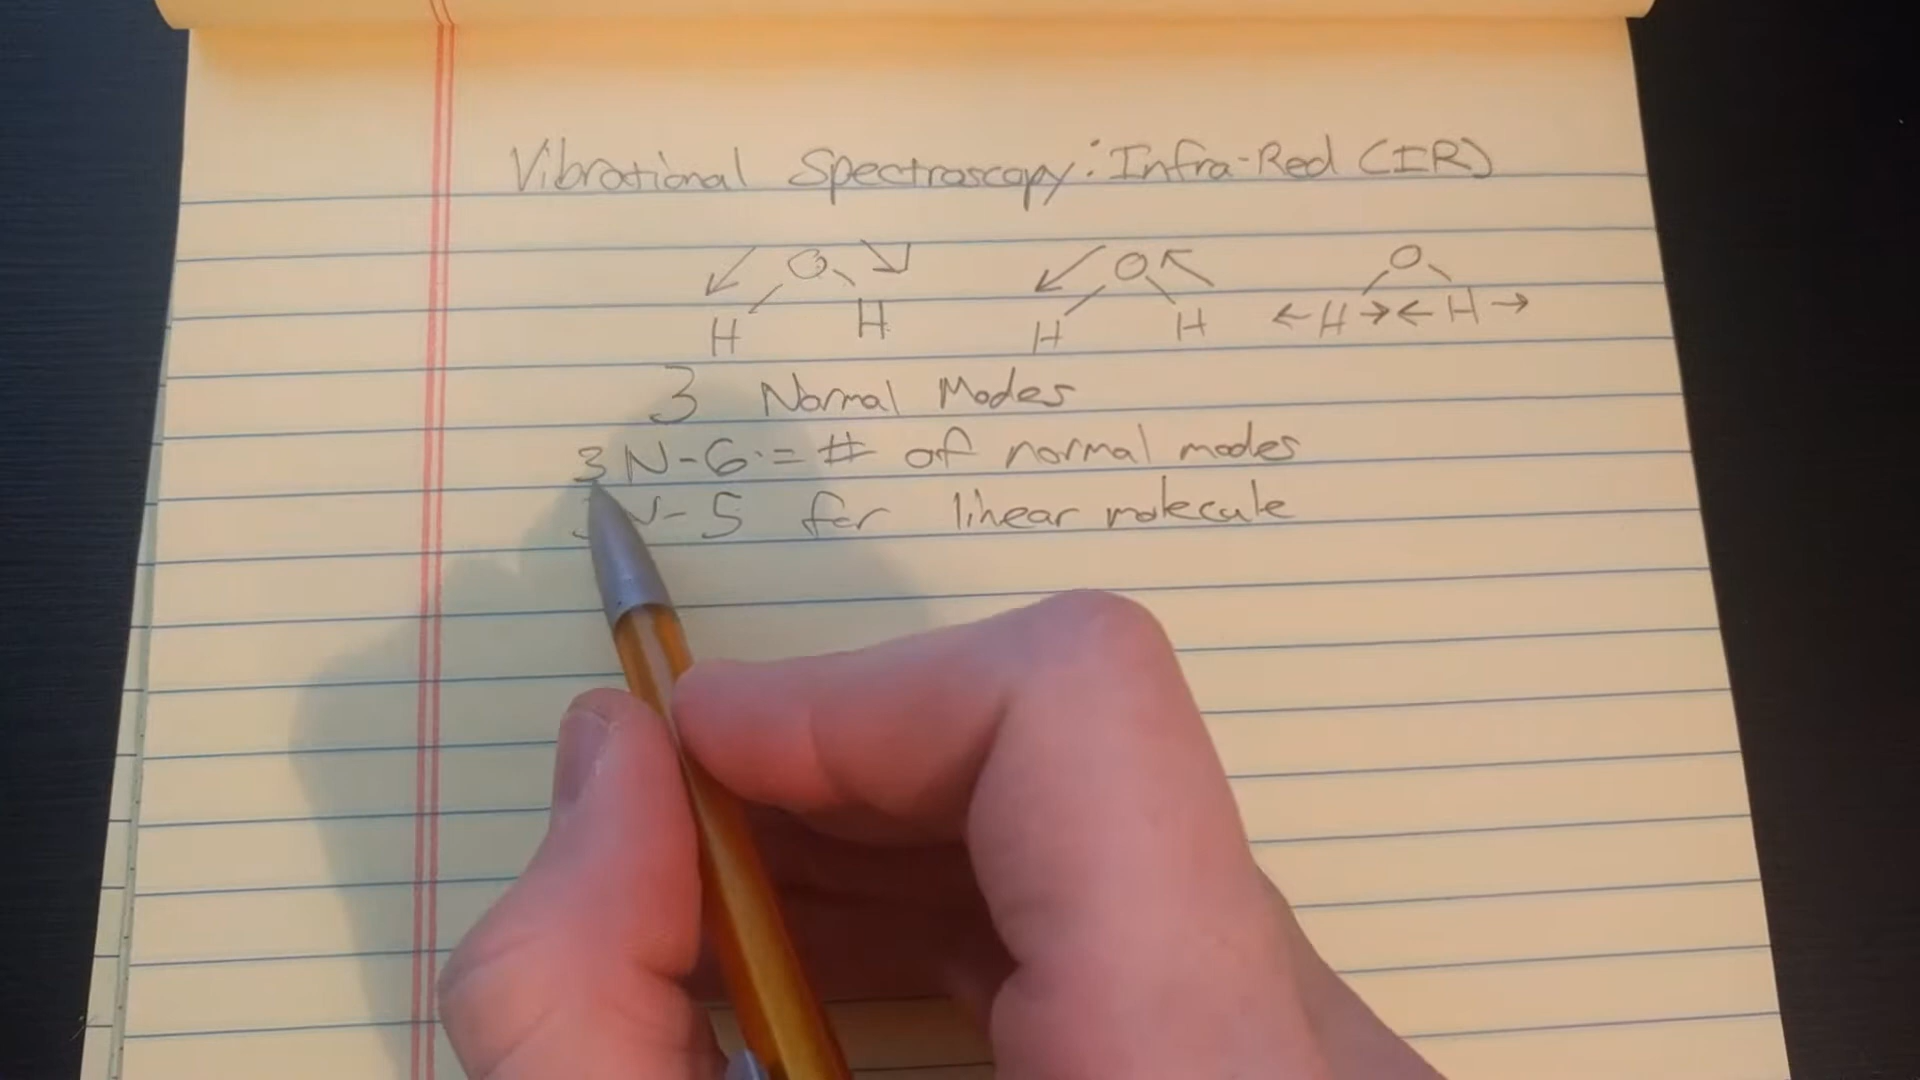 Vibrational Spectroscopy: Infra-Red (IR)
O O O
H H H H ← H → ← H →
3 Normal Modes
3N-6 = # of normal modes
N-5 for linear molecule